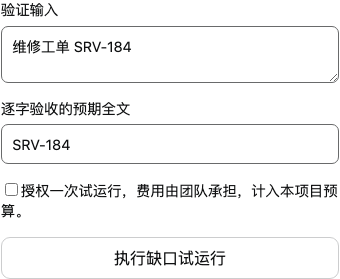 验证输入
维修工单 SRV-184
逐字验收的预期全文
SRV-184
授权一次试运行，费用由团队承担，计入本项目预
算。
执行缺口试运行